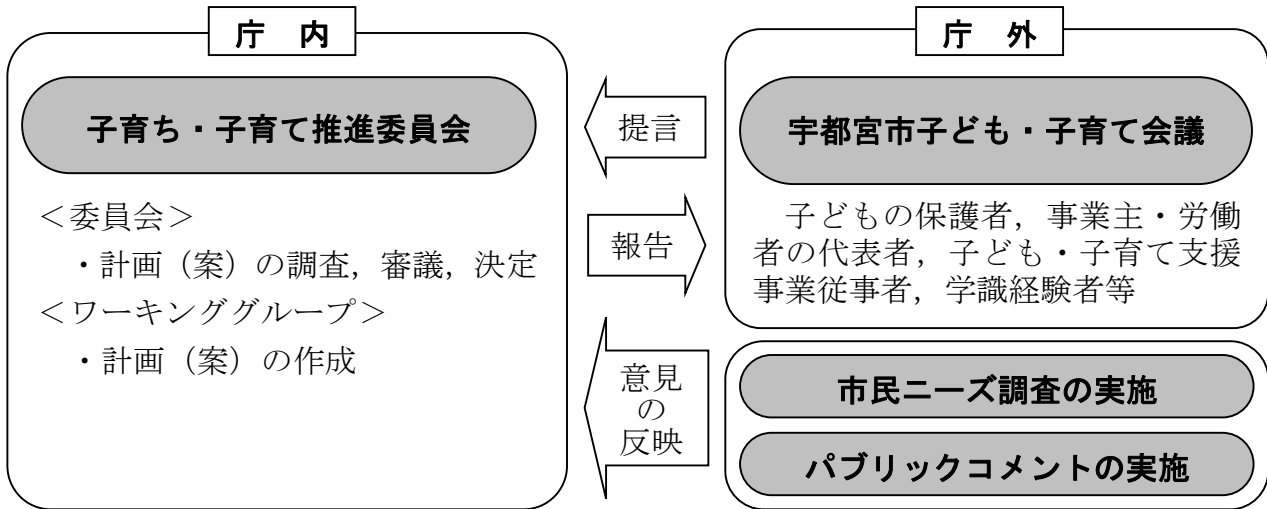 庁　内
子育ち・子育て推進委員会
＜委員会＞
・計画（案）の調査，審議，決定
＜ワーキンググループ＞
・計画（案）の作成
提言
報告
意見
の
反映
庁　外
宇都宮市子ども・子育て会議
子どもの保護者，事業主・労働
者の代表者，子ども・子育て支援
事業従事者，学識経験者等
市民ニーズ調査の実施
パブリックコメントの実施